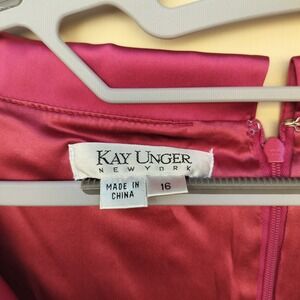 KAY UNGER
NEW YORK
MADE IN
CHINA
16